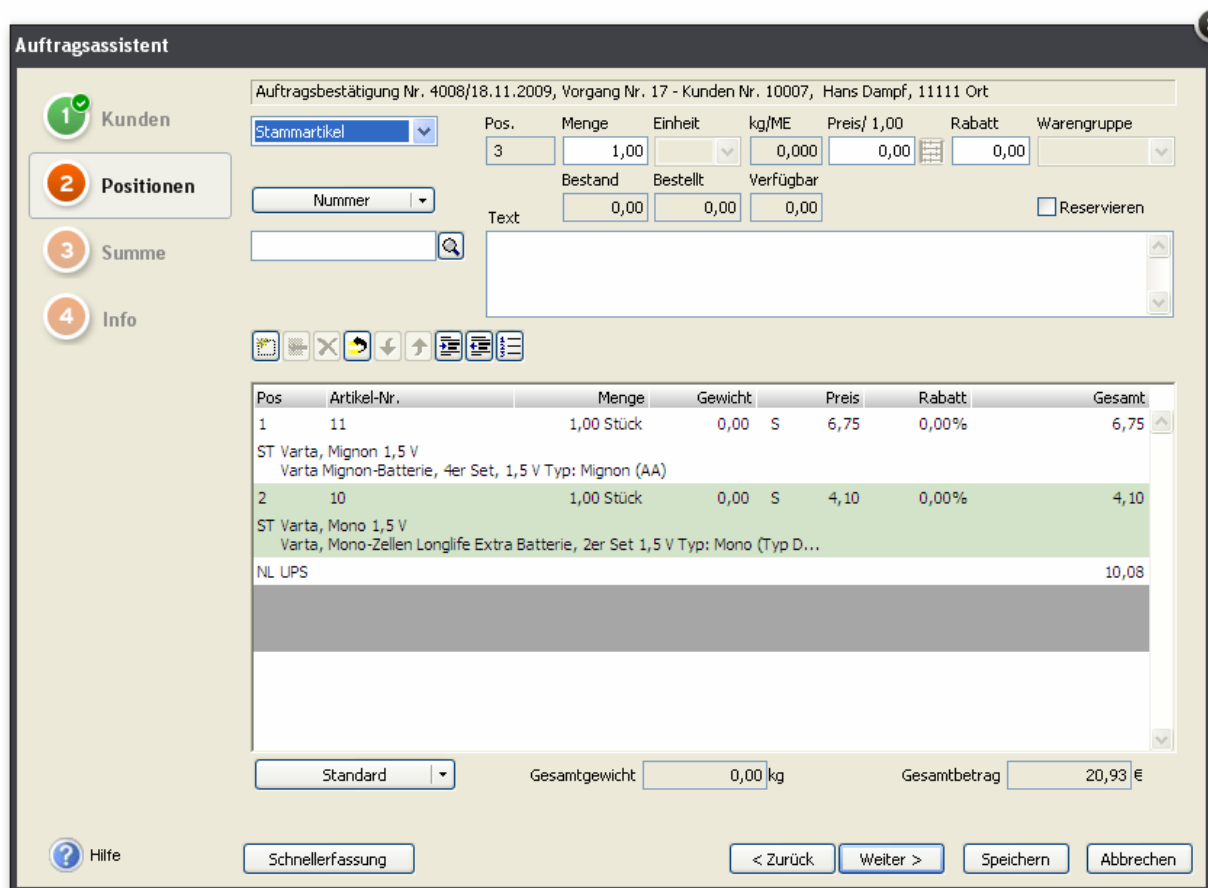 Auftragsassistent
Auftragsbestätigung Nr. 4008/18.11.2009, Vorgang Nr. 17 - Kunden Nr. 10007, Hans Dampf, 11111 Ort
1 Kunden
2 Positionen
3 Summe
4 Info
Stammartikel
Pos. Menge Einheit kg/ME Preis/ 1,00 Rabatt Warengruppe
3 1,00 0,000 0,00 0,00
Bestand Bestellt Verfügbar
Nummer
Text 0,00 0,00 0,00 Reservieren
Pos Artikel-Nr. Menge Gewicht Preis Rabatt Gesamt
1 11 1,00 Stück 0,00 S 6,75 0,00% 6,75
ST Varta, Mignon 1,5 V
Varta Mignon-Batterie, 4er Set, 1,5 V Typ: Mignon (AA)
2 10 1,00 Stück 0,00 S 4,10 0,00% 4,10
ST Varta, Mono 1,5 V
Varta, Mono-Zellen Longlife Extra Batterie, 2er Set 1,5 V Typ: Mono (Typ D...
NL UPS 10,08
Standard Gesamtgewicht 0,00 kg Gesamtbetrag 20,93 €
Hilfe Schnellerfassung < Zurück Weiter > Speichern Abbrechen